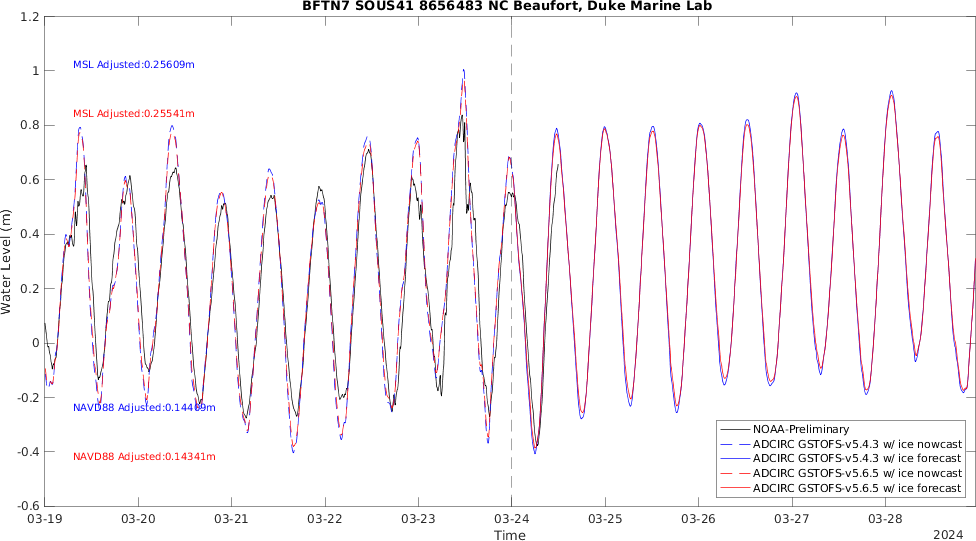 BFTN7 SOUS41 8656483 NC Beaufort, Duke Marine Lab
1.2
1
0.8
0.6
0.4
0.2
0
-0.2
-0.4
-0.6
Water Level (m)
MSL Adjusted:0.25609m
MSL Adjusted:0.25541m
NAVD88 Adjusted:0.14409m
NAVD88 Adjusted:0.14341m
NOAA-Preliminary
ADCIRC GSTOFS-v5.4.3 w/ ice nowcast
ADCIRC GSTOFS-v5.4.3 w/ ice forecast
ADCIRC GSTOFS-v5.6.5 w/ ice nowcast
ADCIRC GSTOFS-v5.6.5 w/ ice forecast
03-19 03-20 03-21 03-22 03-23 03-24 03-25 03-26 03-27 03-28
Time
2024